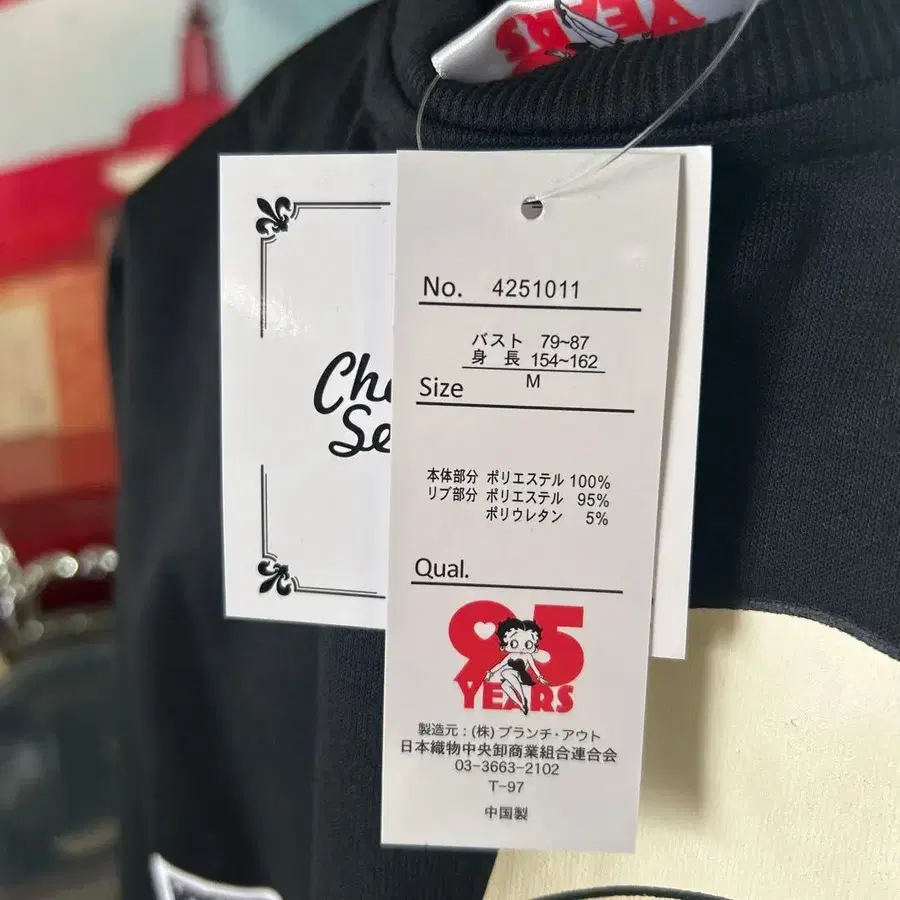 YEARS
No. 4251011
バスト 79~87
身 長 154~162
M
Size
本体部分 ポリエステル 100%
リブ部分 ポリエステル 95%
ポリウレタン 5%
Qual.
95
YEARS
製造元:(株)ブランチ・アウト
日本織物中央卸商業組合連合会
03-3663-2102
T-97
中国製